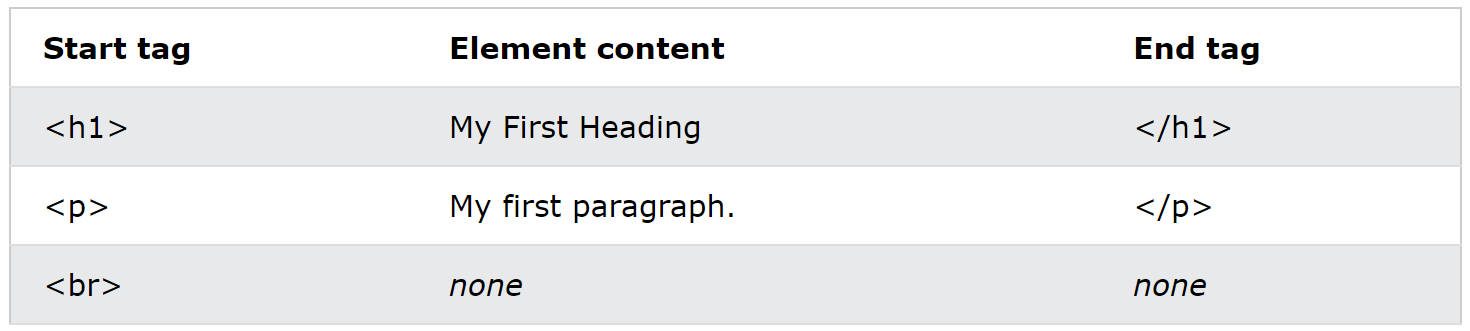 Start tag Element content End tag
<h1> My First Heading </h1>
<p> My first paragraph. </p>
<br> none none